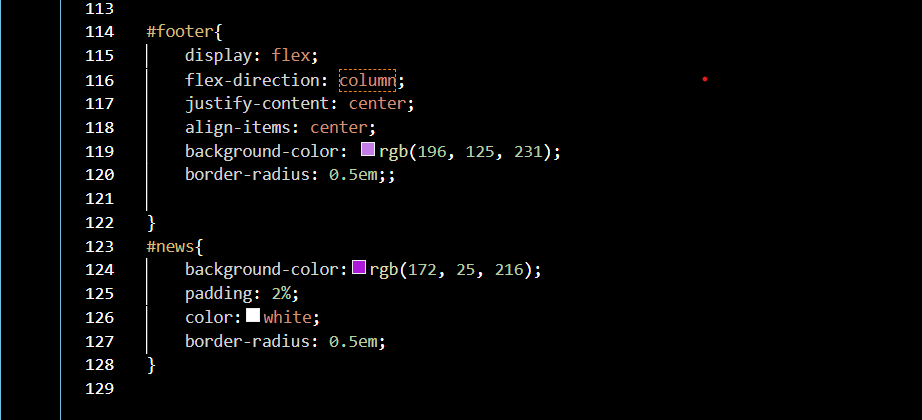 113
114 #footer{
115 display: flex;
116 flex-direction: column;
117 justify-content: center;
118 align-items: center;
119 background-color: rgb(196, 125, 231);
120 border-radius: 0.5em;;
121
122 }
123 #news{
124 background-color:rgb(172, 25, 216);
125 padding: 2%;
126 color:white;
127 border-radius: 0.5em;
128 }
129